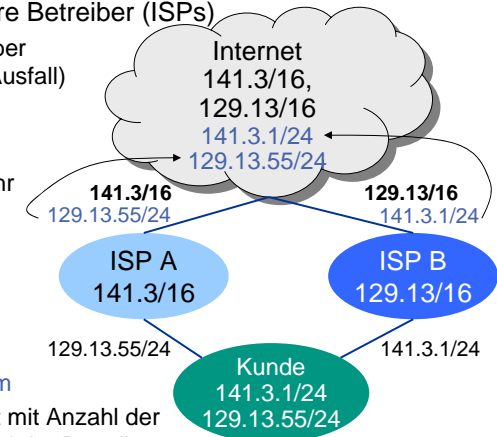 re Betreiber (ISPs)
ber
Ausfall)
hr
Internet
141.3/16,
129.13/16
141.3.1/24
129.13.55/24
141.3/16
129.13.55/24
129.13/16
141.3.1/24
ISP A
141.3/16
ISP B
129.13/16
129.13.55/24
141.3.1/24
Kunde
141.3.1/24
129.13.55/24
m
t mit Anzahl der